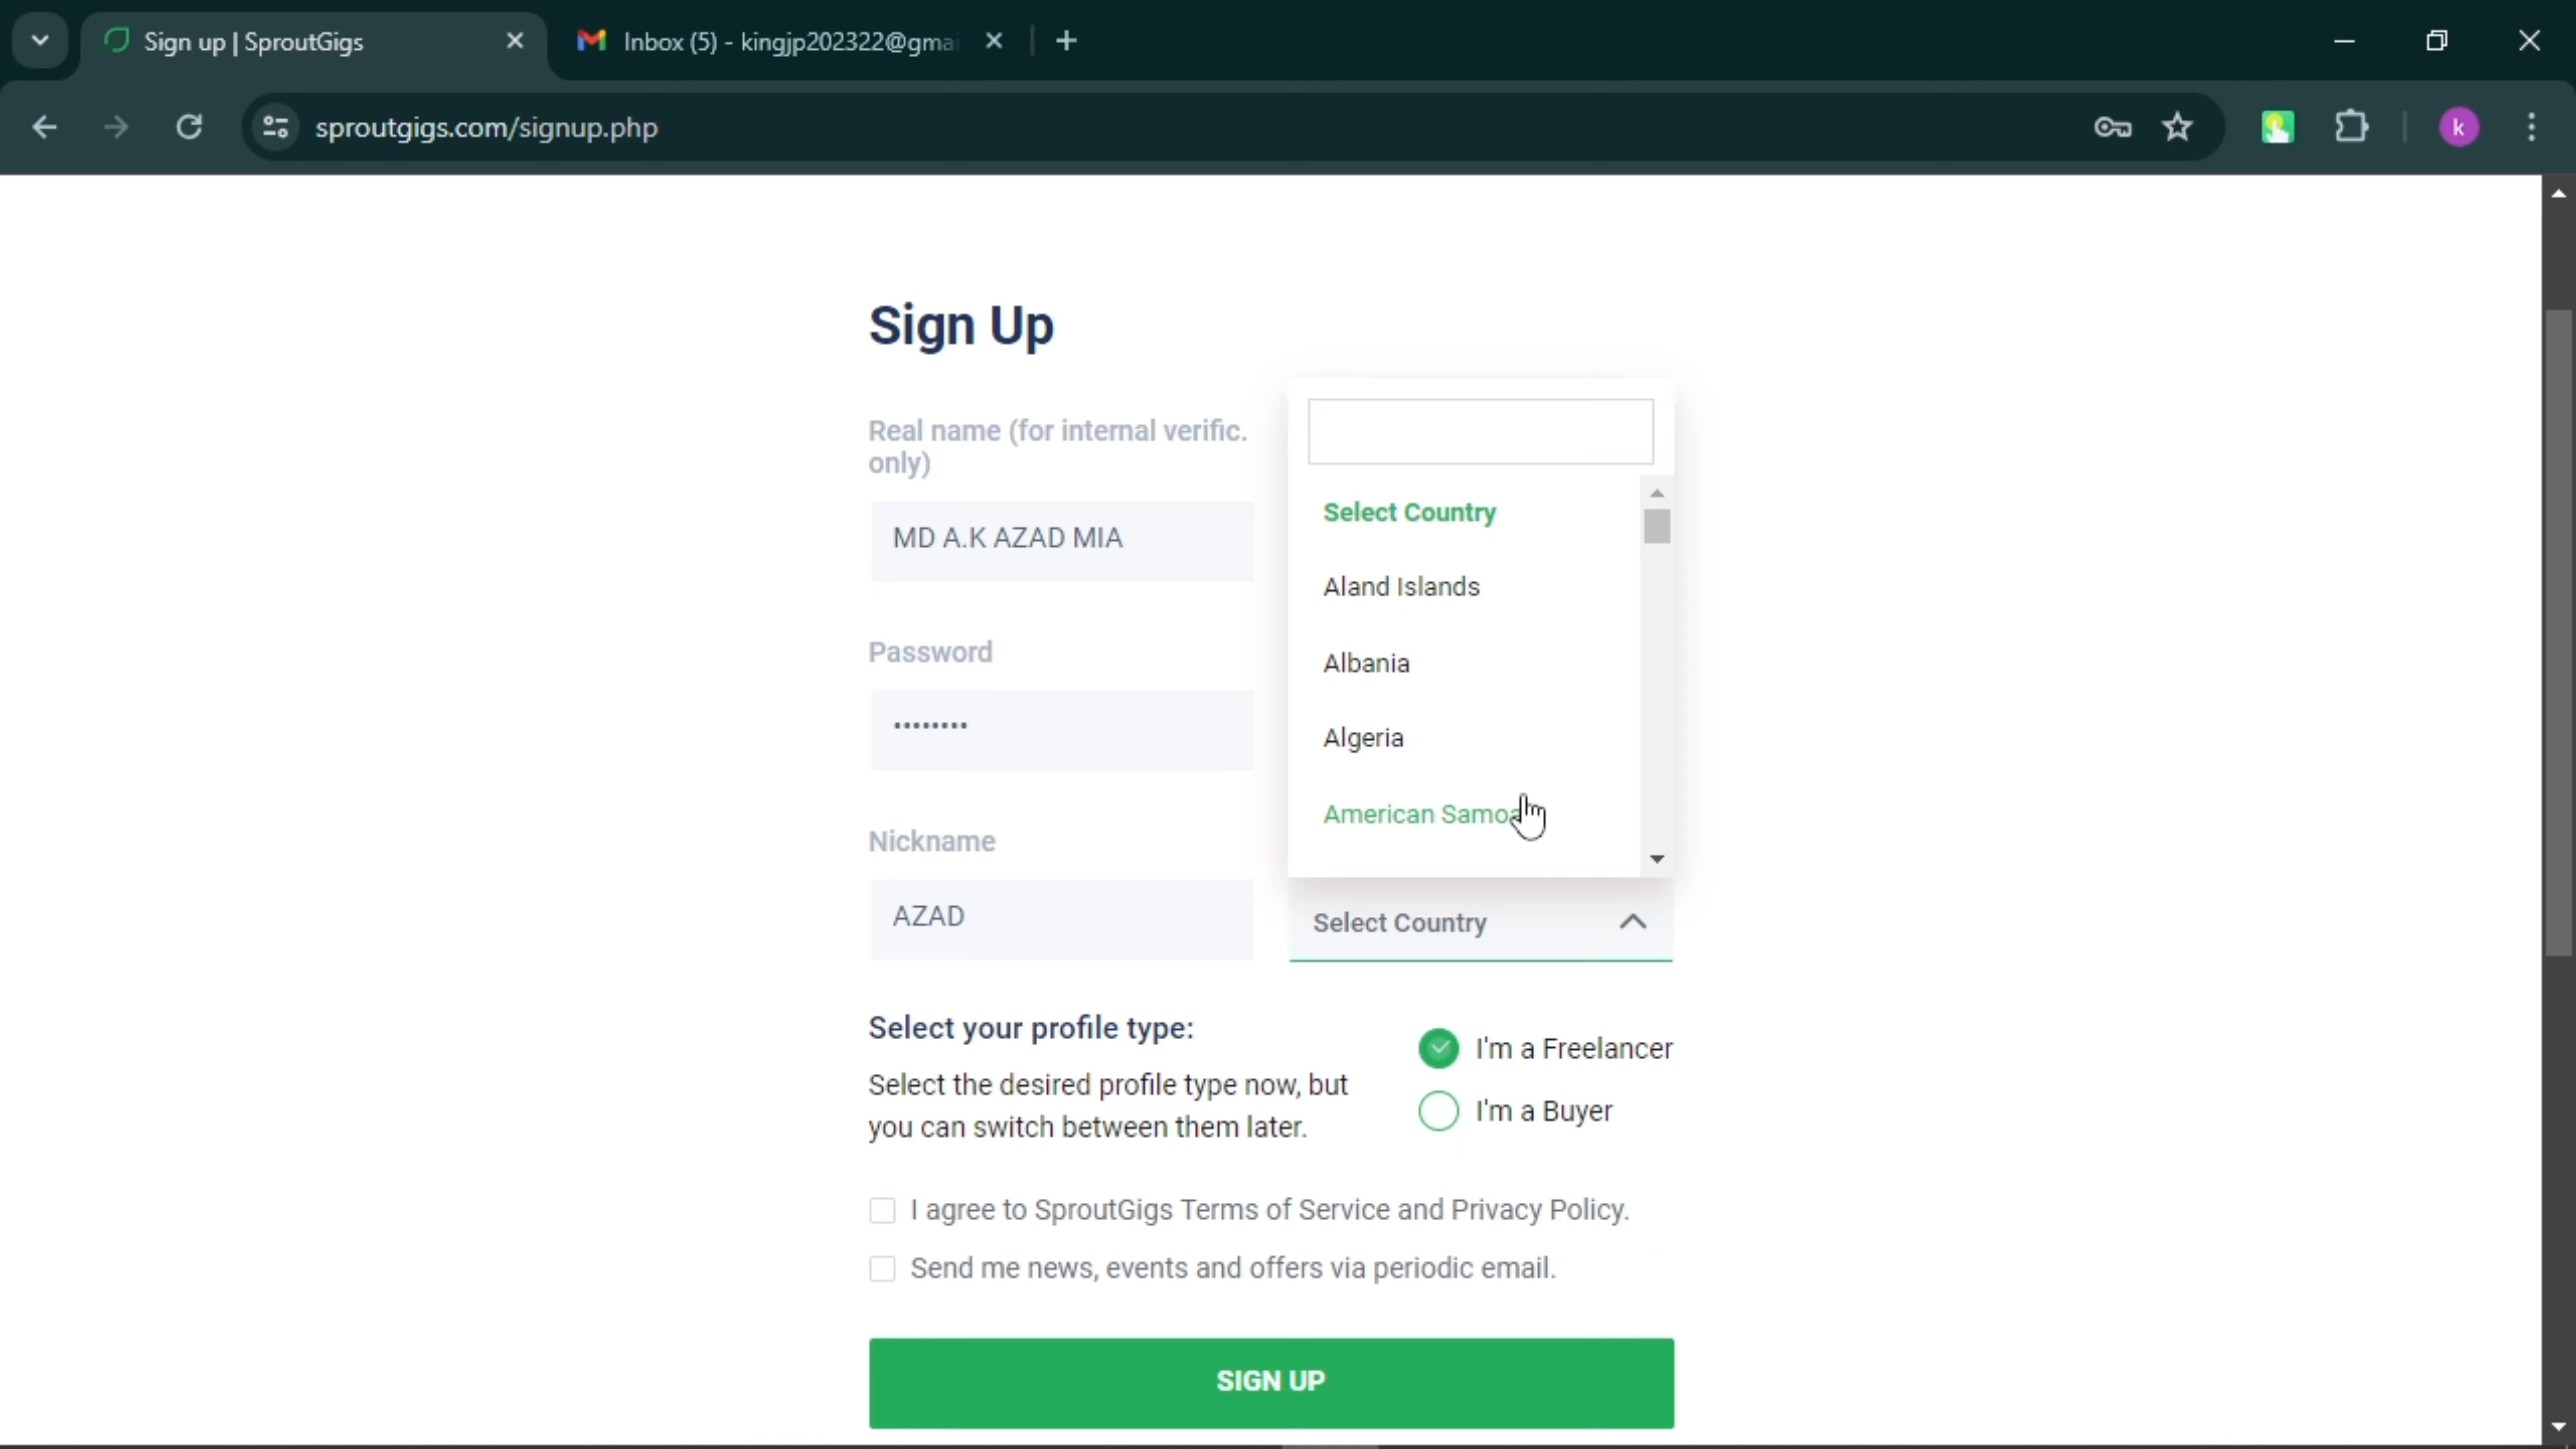 Sign up | SproutGigs
Inbox (5) - kingjp202322@gmai
sproutgigs.com/signup.php
k
Sign Up
Real name (for internal verific.
only)
MD A.K AZAD MIA
Password
••••••••
Nickname
AZAD
Select Country
Aland Islands
Albania
Algeria
American Samoa
Select Country
Select your profile type:
Select the desired profile type now, but
you can switch between them later.
I'm a Freelancer
I'm a Buyer
I agree to SproutGigs Terms of Service and Privacy Policy.
Send me news, events and offers via periodic email.
SIGN UP